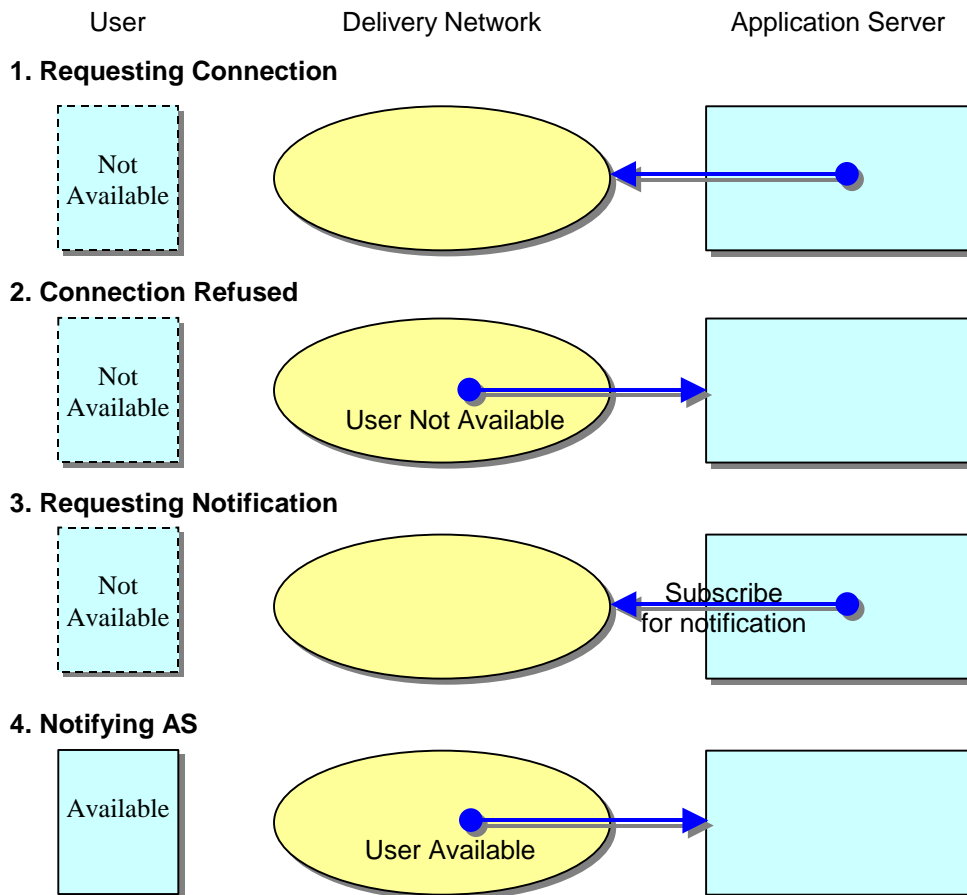 User Delivery Network Application Server
1. Requesting Connection
Not
Available
2. Connection Refused
Not
Available
User Not Available
3. Requesting Notification
Not
Available
Subscribe
for notification
4. Notifying AS
Available
User Available